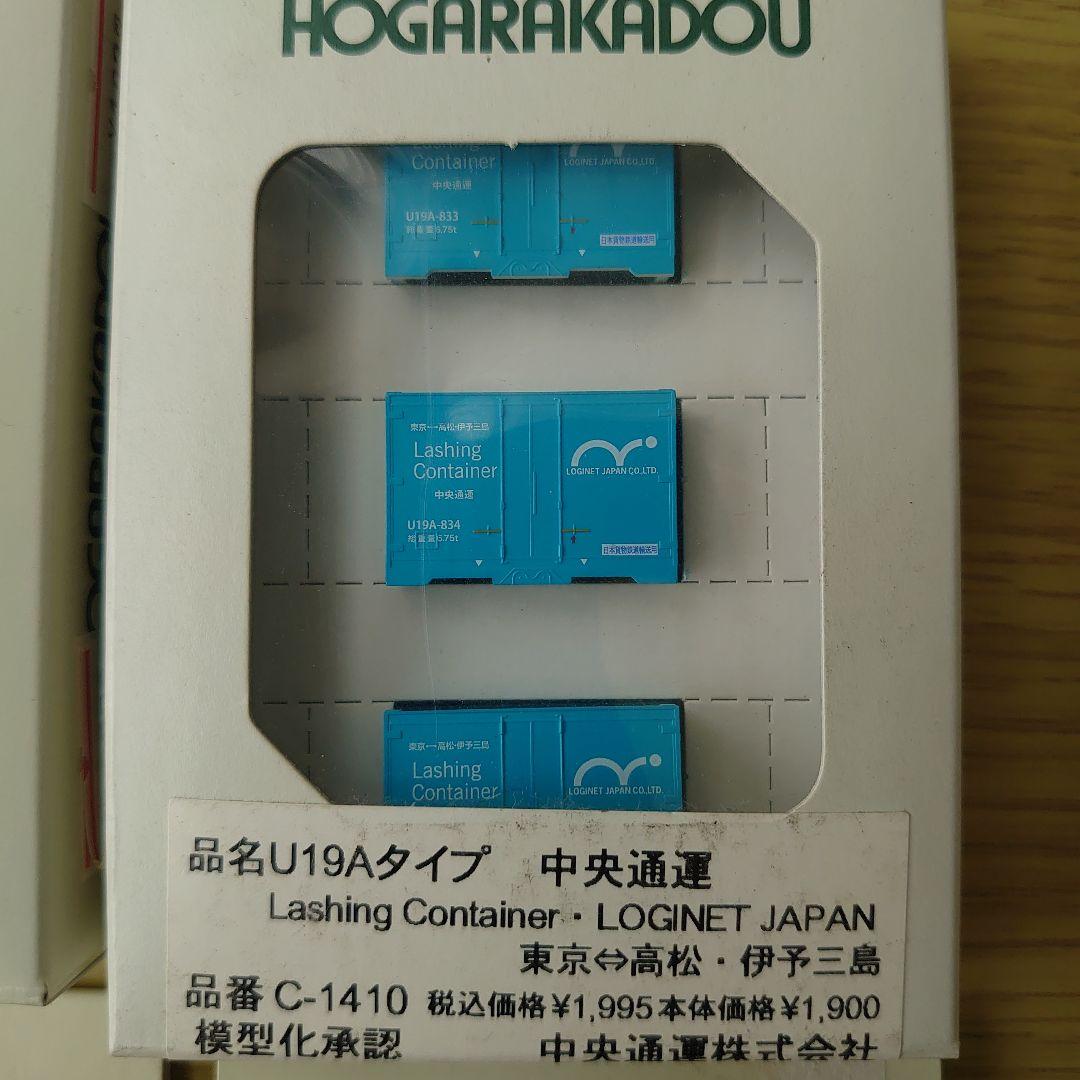 HOGARAKADOU
Lashing
Container
中央通運
U19A-833
総重量6.75t
LOGINET JAPAN CO.,LTD.
日本貨物鉄道輸送用
東京↔高松・伊予三島
Lashing
Container
中央通運
U19A-834
総重量6.75t
LOGINET JAPAN CO.,LTD.
日本貨物鉄道輸送用
東京↔高松・伊予三島
Lashing
Container
LOGINET JAPAN CO.,LTD.
品名U19Aタイプ 中央通運
Lashing Container・LOGINET JAPAN
東京⇔高松・伊予三島
品番 C-1410 税込価格¥1,995本体価格¥1,900
模型化承認 中央通運株式会社